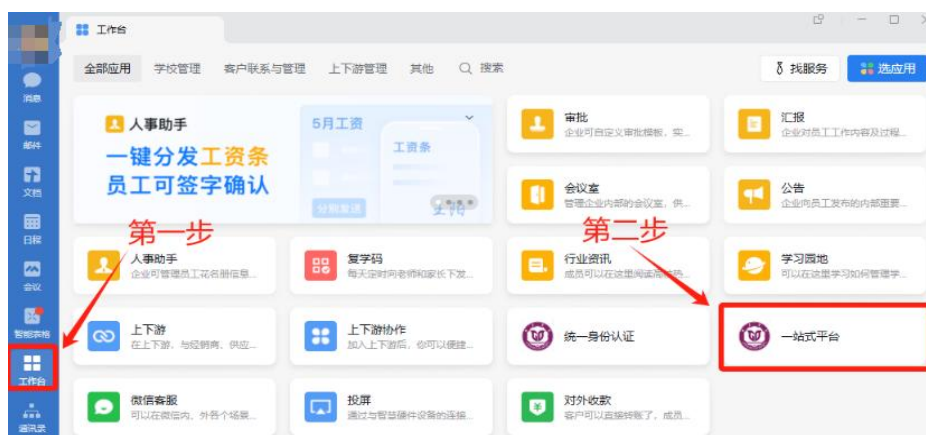 工作台
全部应用 学校管理 客户联系与管理 上下游管理 其他 搜索 找服务 选应用
消息
邮件
文档
日程
会议
智能表格
工作台
通讯录
人事助手
一键分发工资条
员工可签字确认
5月工资
工资条
审批
企业可自定义审批模板，实...
汇报
企业对员工工作内容及过程...
会议室
管理企业内部的会议室，供...
公告
企业向员工发布的内部重要...
第一步
第二步
人事助手
企业可管理员工花名册信息...
复学码
每天定时向老师和家长下发...
行业资讯
成员可以在这里阅读
学习园地
可以在这里学习如何管理学...
上下游
在上下游，与经销商、供应...
上下游协作
加入上下游后，你可以便捷...
统一身份认证
一站式平台
微信客服
可以在微信内、外各个场景...
投屏
通过与智慧硬件设备的连接...
对外收款
客户可以直接转账了，成员...